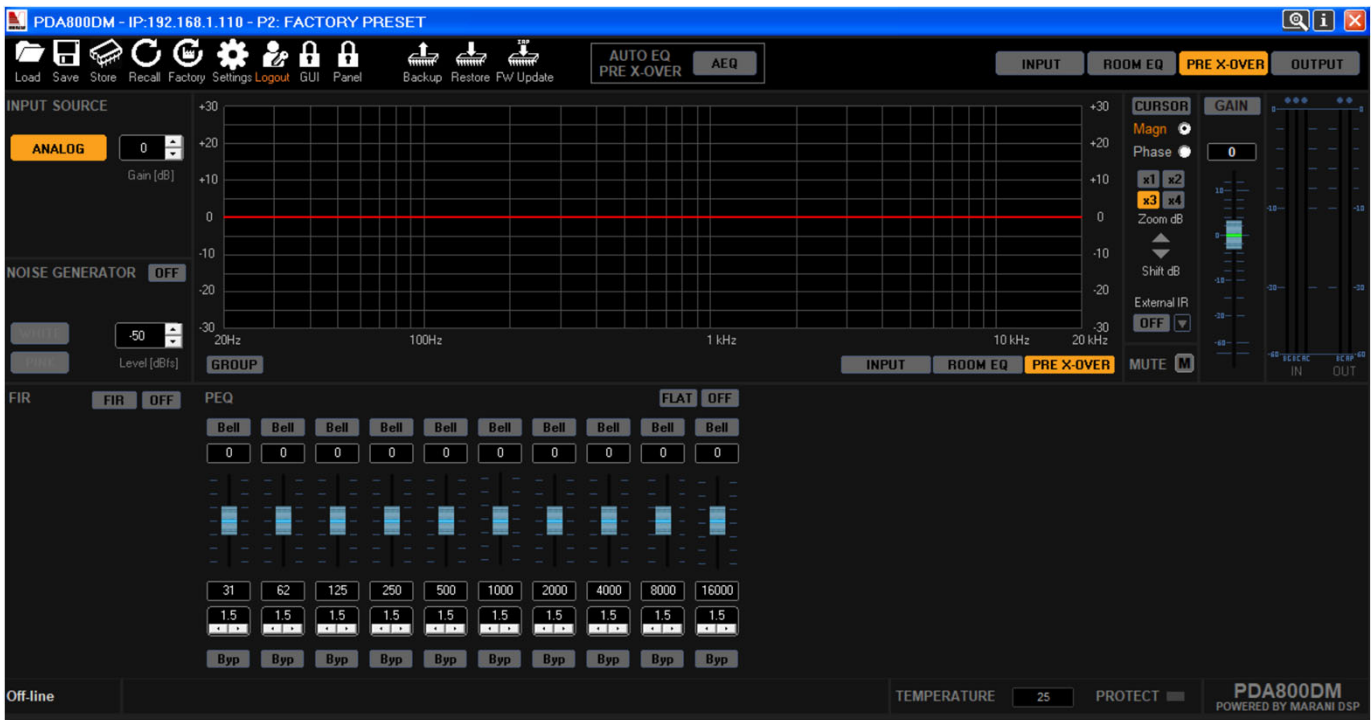 PDA800DM - IP:192.168.1.110 - P2: FACTORY PRESET
Load Save Store Recall Factory Settings Logout GUI Panel Backup Restore FW Update
AUTO EQ
PRE X-OVER
AEQ
INPUT ROOM EQ PRE X-OVER OUTPUT
INPUT SOURCE
ANALOG 0
Gain [dB]
NOISE GENERATOR OFF
WHITE -50
PINK Level [dBfs]
+30 +30
+20 +20
+10 +10
0 0
-10 -10
-20 -20
-30 -30
20Hz 100Hz 1 kHz 10 kHz 20 kHz
GROUP INPUT ROOM EQ PRE X-OVER
CURSOR
Magn
Phase
x1 x2
x3 x4
Zoom dB
Shift dB
External IR
OFF
MUTE M
GAIN
0
IN OUT
FIR FIR OFF
PEQ FLAT OFF
Bell Bell Bell Bell Bell Bell Bell Bell Bell Bell
0 0 0 0 0 0 0 0 0 0
31 62 125 250 500 1000 2000 4000 8000 16000
1.5 1.5 1.5 1.5 1.5 1.5 1.5 1.5 1.5 1.5
Byp Byp Byp Byp Byp Byp Byp Byp Byp Byp
Off-line
TEMPERATURE 25 PROTECT
PDA800DM
POWERED BY MARANI DSP